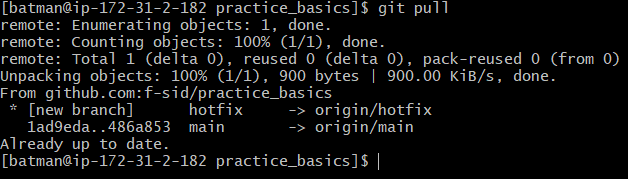 [batman@ip-172-31-2-182 practice_basics]$ git pull
remote: Enumerating objects: 1, done.
remote: Counting objects: 100% (1/1), done.
remote: Total 1 (delta 0), reused 0 (delta 0), pack-reused 0 (from 0)
Unpacking objects: 100% (1/1), 900 bytes | 900.00 KiB/s, done.
From github.com:f-sid/practice_basics
 * [new branch]      hotfix     -> origin/hotfix
   1ad9eda..486a853  main       -> origin/main
Already up to date.
[batman@ip-172-31-2-182 practice_basics]$